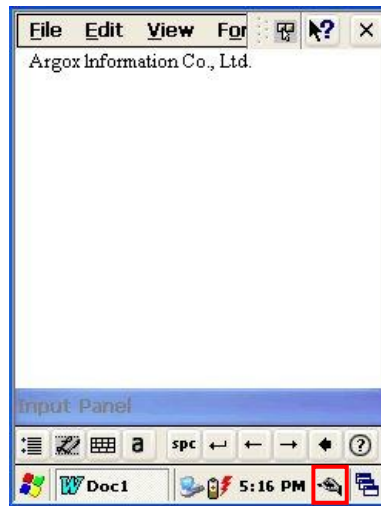 File Edit View For ?
Argox Information Co., Ltd.
Input Panel
a spc ?
W Doc1 5:16 PM